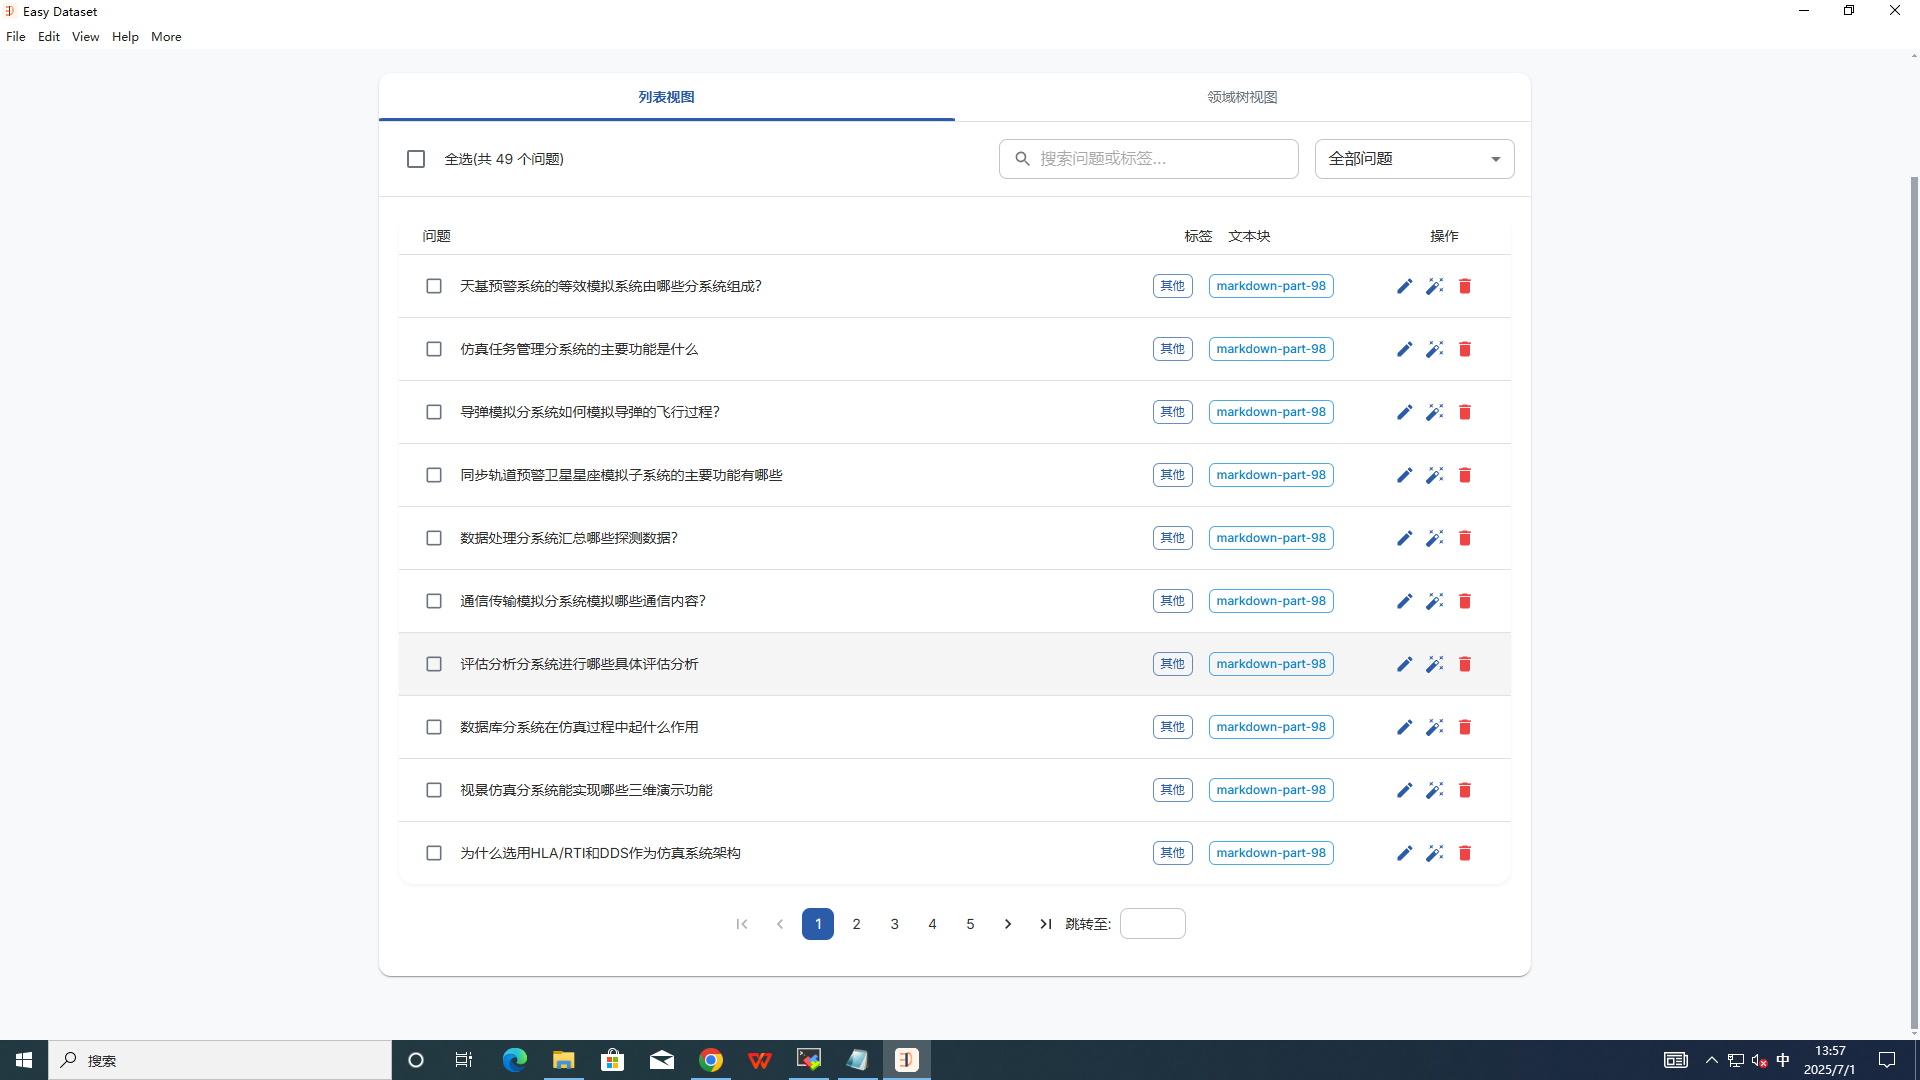 Easy Dataset
File Edit View Help More
列表视图 领域树视图
全选(共 49 个问题) 搜索问题或标签... 全部问题
问题 标签 文本块 操作
天基预警系统的等效模拟系统由哪些分系统组成? 其他 markdown-part-98
仿真任务管理分系统的主要功能是什么 其他 markdown-part-98
导弹模拟分系统如何模拟导弹的飞行过程? 其他 markdown-part-98
同步轨道预警卫星星座模拟子系统的主要功能有哪些 其他 markdown-part-98
数据处理分系统汇总哪些探测数据? 其他 markdown-part-98
通信传输模拟分系统模拟哪些通信内容? 其他 markdown-part-98
评估分析分系统进行哪些具体评估分析 其他 markdown-part-98
数据库分系统在仿真过程中起什么作用 其他 markdown-part-98
视景仿真分系统能实现哪些三维演示功能 其他 markdown-part-98
为什么选用HLA/RTI和DDS作为仿真系统架构 其他 markdown-part-98
1 2 3 4 5 跳转至:
搜索 中 13:57
2025/7/1